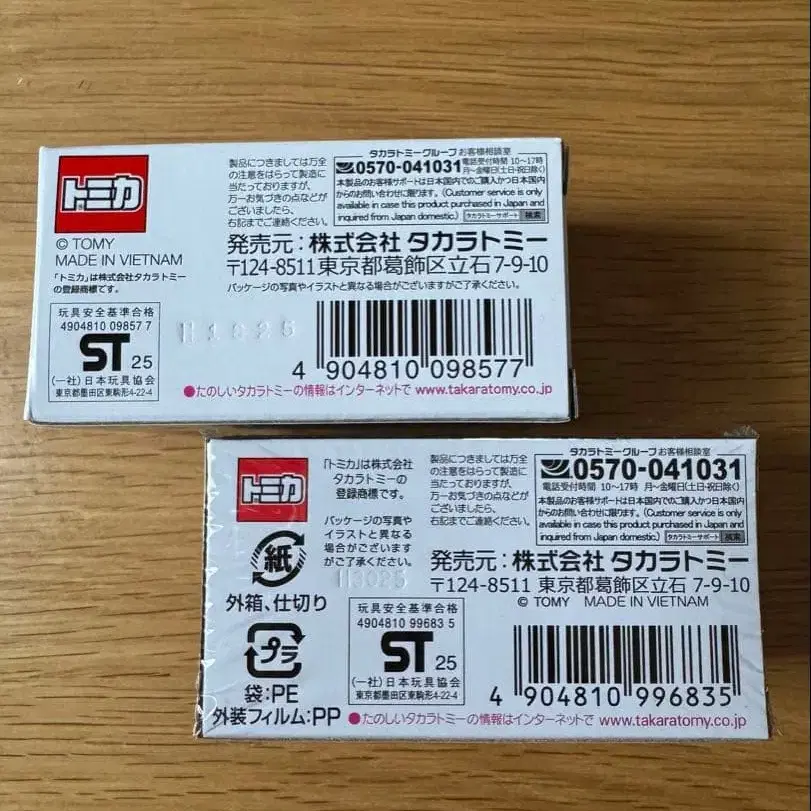 トミカ
© TOMY
MADE IN VIETNAM
「トミカ」は株式会社タカラトミー
の登録商標です。
玩具安全基準合格
4904810 09857 7
ST 25
(一社)日本玩具協会
東京都墨田区東駒形4-22-4
製品につきましては万全
の注意をはらって製造に
当たっておりますが、
万一お気づきの点などが
ございましたら、
右記までご連絡ください。
タカラトミーグループ お客様相談室
0570-041031
電話受付時間 10〜17時
月〜金曜日(土・日・祝日除く)
本製品のお客様サポートは日本国内でのご購入かつ日本国内
からのお問い合わせに限ります。(Customer service is only
available in case this product purchased in Japan and
inquired from Japan domestic.) タカラトミーサポート 検索
発売元:株式会社 タカラトミー
〒124-8511東京都葛飾区立石7-9-10
パッケージの写真やイラストと異なる場合がございますがご了承ください。
4 904810 098577
●たのしいタカラトミーの情報はインターネットで www.takaratomy.co.jp
トミカ
「トミカ」は株式会社
タカラトミーの
登録商標です。
パッケージの写真や
イラストと異なる
場合がございます
がご了承ください。
紙
外箱、仕切り
プラ
袋:PE
外装フィルム:PP
玩具安全基準合格
4904810 99683 5
ST 25
(一社)日本玩具協会
東京都墨田区東駒形4-22-4
製品につきましては万全
の注意をはらって製造に
当たっておりますが、
万一お気づきの点などが
ございましたら、
右記までご連絡ください。
タカラトミーグループ お客様相談室
0570-041031
電話受付時間 10〜17時 月〜金曜日(土・日・祝日除く)
本製品のお客様サポートは日本国内でのご購入かつ日本国内
からのお問い合わせに限ります。(Customer service is only
available in case this product purchased in Japan and
inquired from Japan domestic.) タカラトミーサポート 検索
発売元:株式会社 タカラトミー
〒124-8511 東京都葛飾区立石 7-9-10
© TOMY MADE IN VIETNAM
4 904810 996835
●たのしいタカラトミーの情報はインターネットで www.takaratomy.co.jp